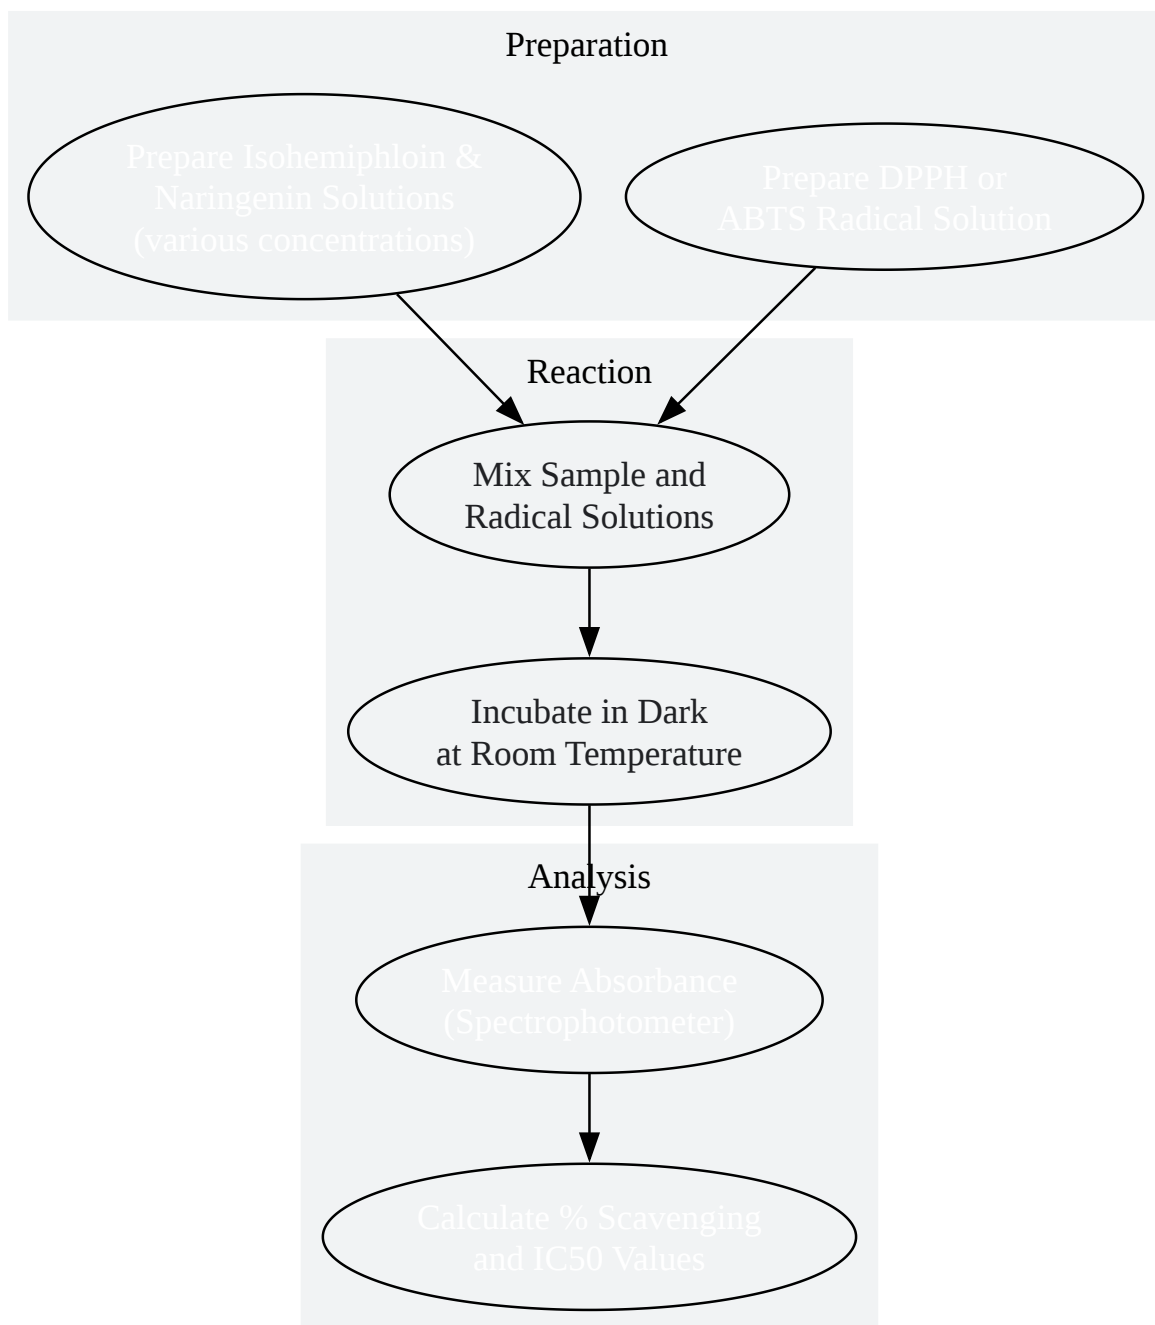 Preparation
Prepare Isohemiphloin &
Naringenin Solutions
(various concentrations)
Prepare DPPH or
ABTS Radical Solution
Reaction
Mix Sample and
Radical Solutions
Incubate in Dark
at Room Temperature
Analysis
Measure Absorbance
(Spectrophotometer)
Calculate % Scavenging
and IC50 Values